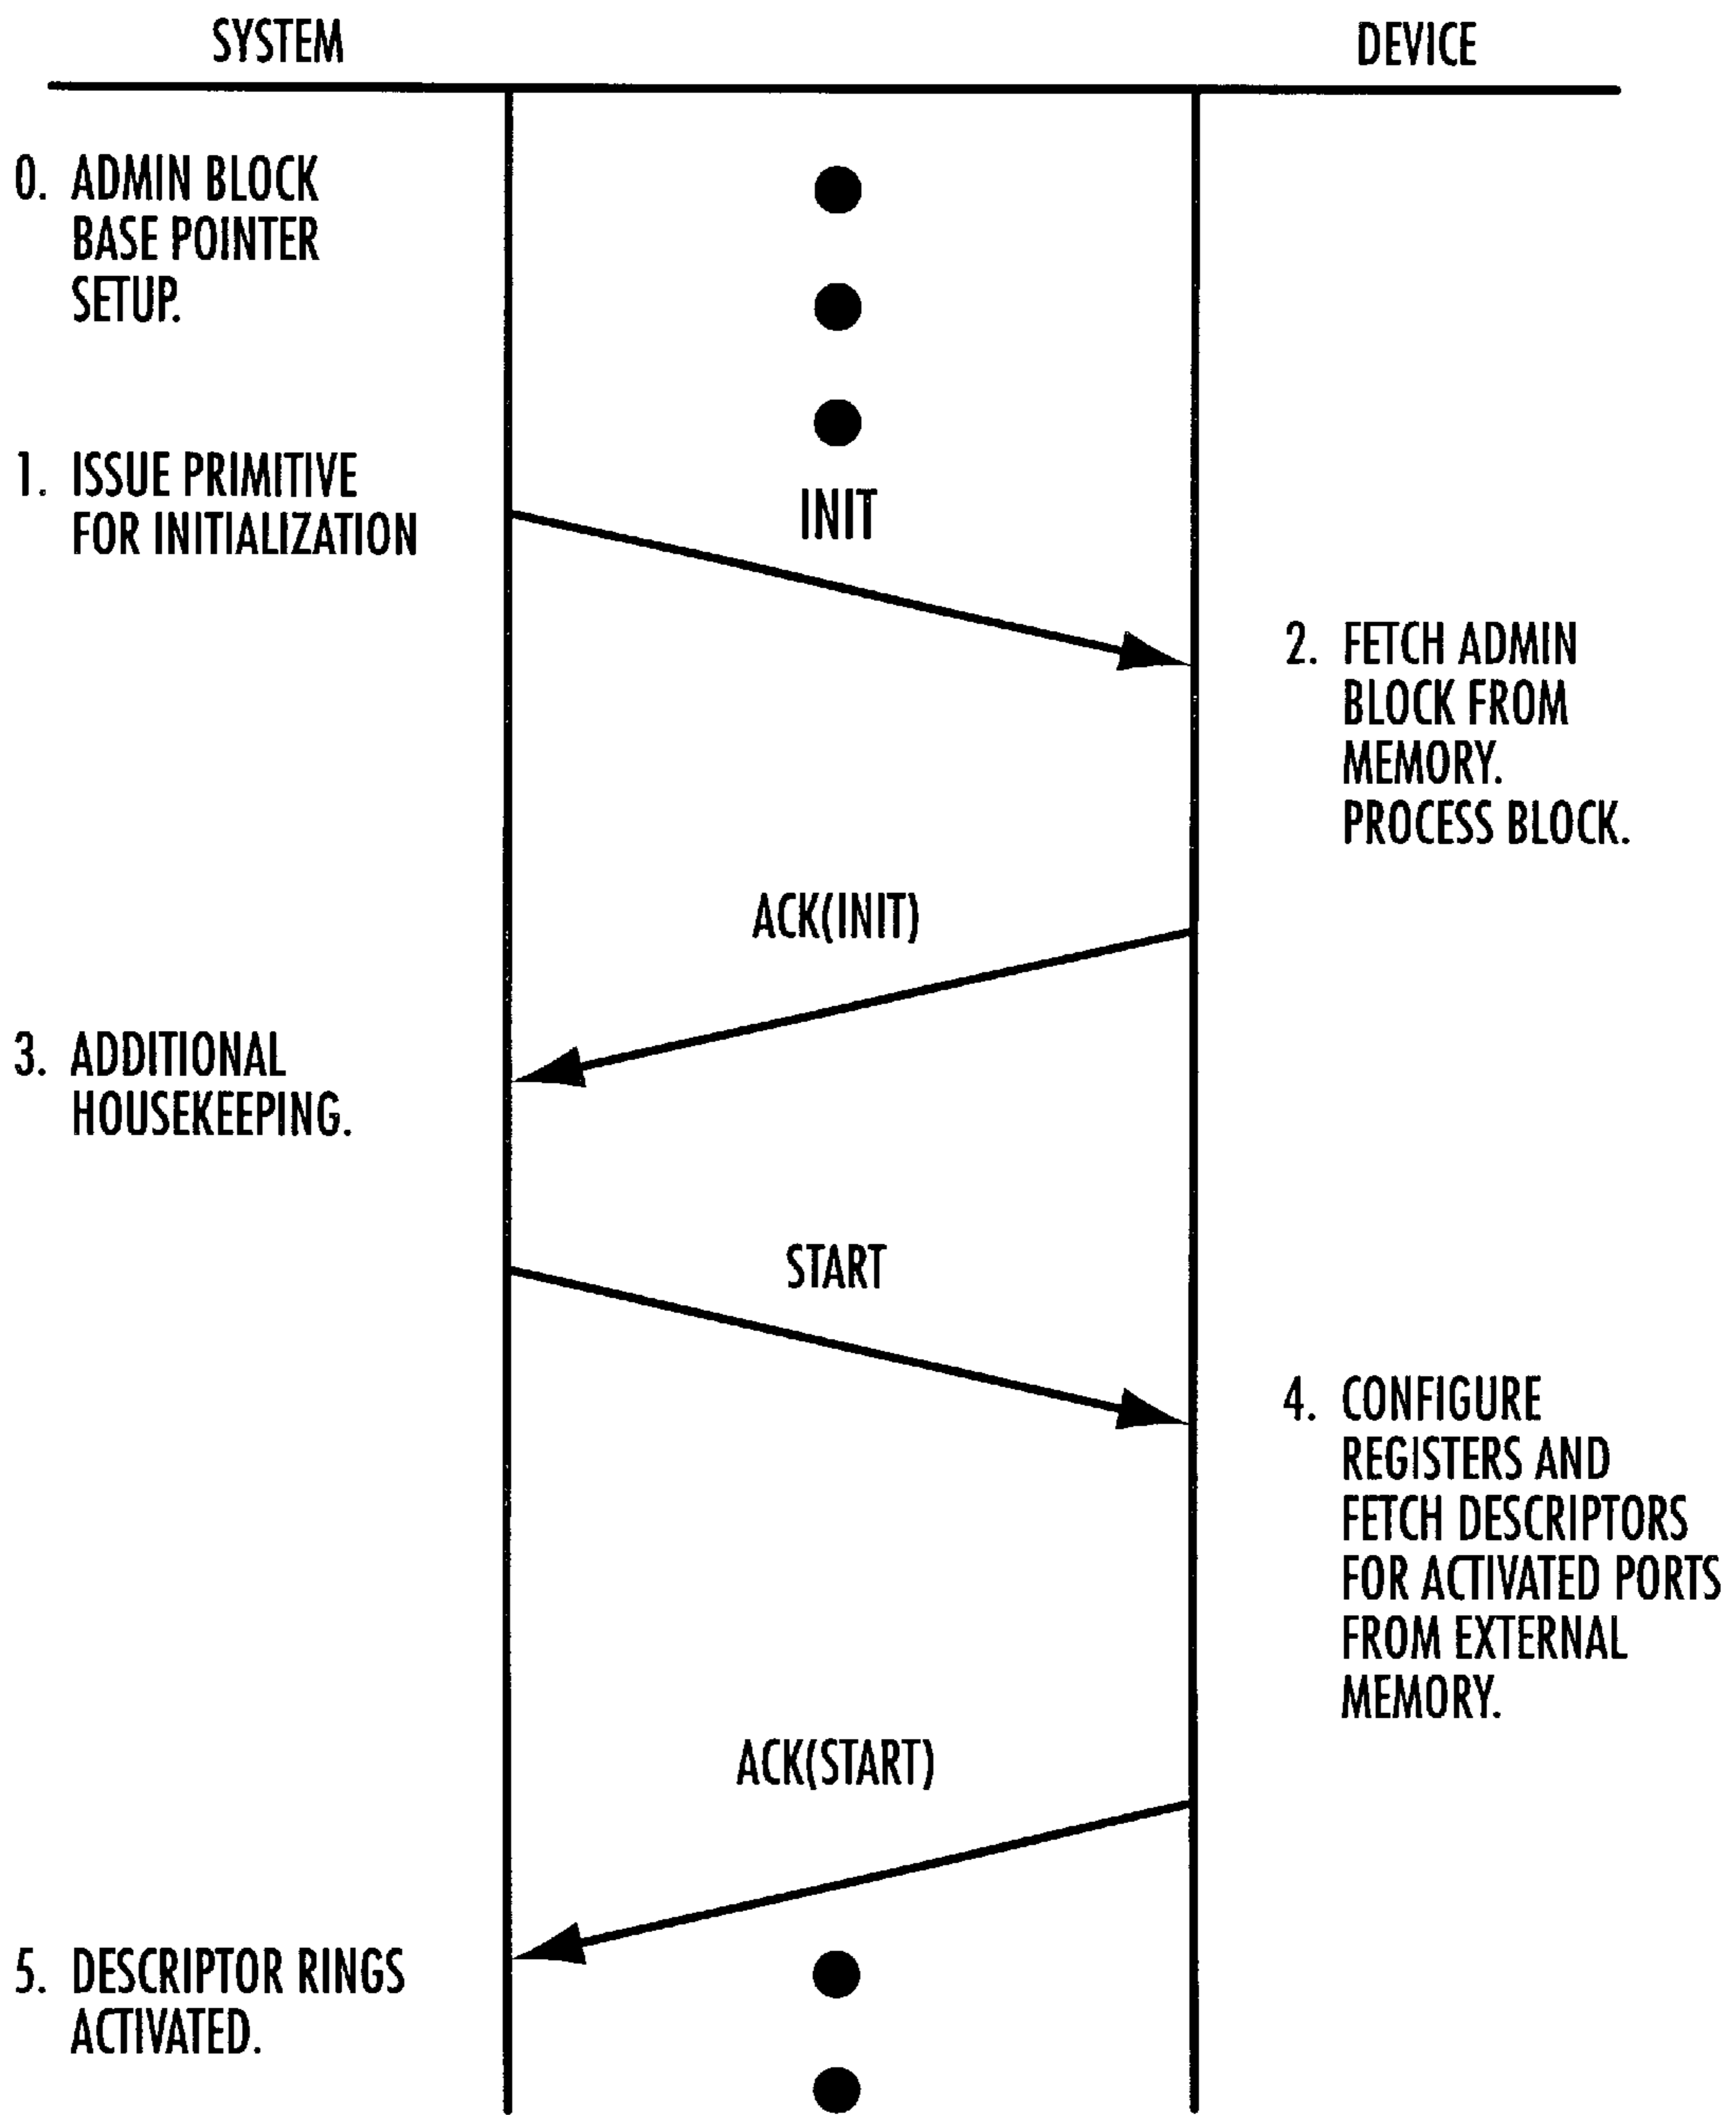 SYSTEM
DEVICE
0. ADMIN BLOCK
BASE POINTER
SETUP.
1. ISSUE PRIMITIVE
FOR INITIALIZATION
INIT
2. FETCH ADMIN
BLOCK FROM
MEMORY.
PROCESS BLOCK.
ACK(INIT)
3. ADDITIONAL
HOUSEKEEPING.
START
4. CONFIGURE
REGISTERS AND
FETCH DESCRIPTORS
FOR ACTIVATED PORTS
FROM EXTERNAL
MEMORY.
ACK(START)
5. DESCRIPTOR RINGS
ACTIVATED.